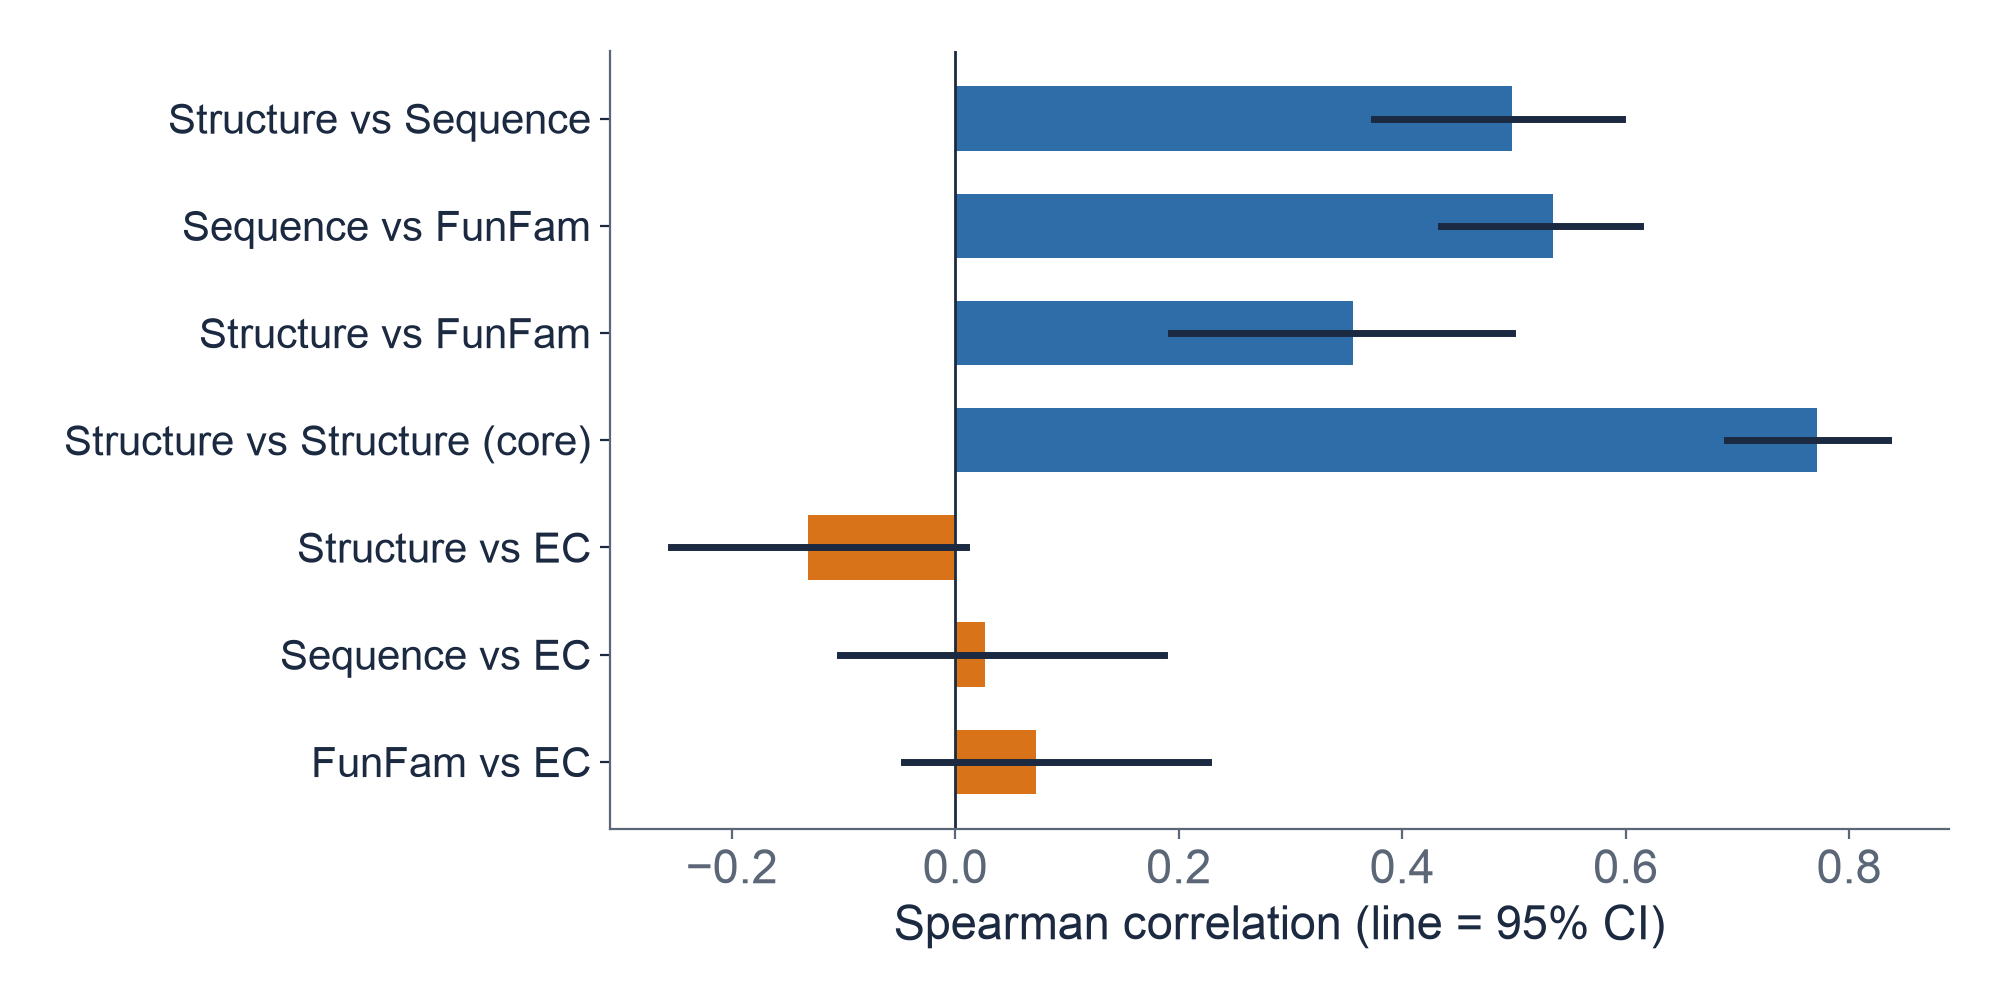 Structure vs Sequence
Sequence vs FunFam
Structure vs FunFam
Structure vs Structure (core)
Structure vs EC
Sequence vs EC
FunFam vs EC
−0.2 0.0 0.2 0.4 0.6 0.8
Spearman correlation (line = 95% CI)